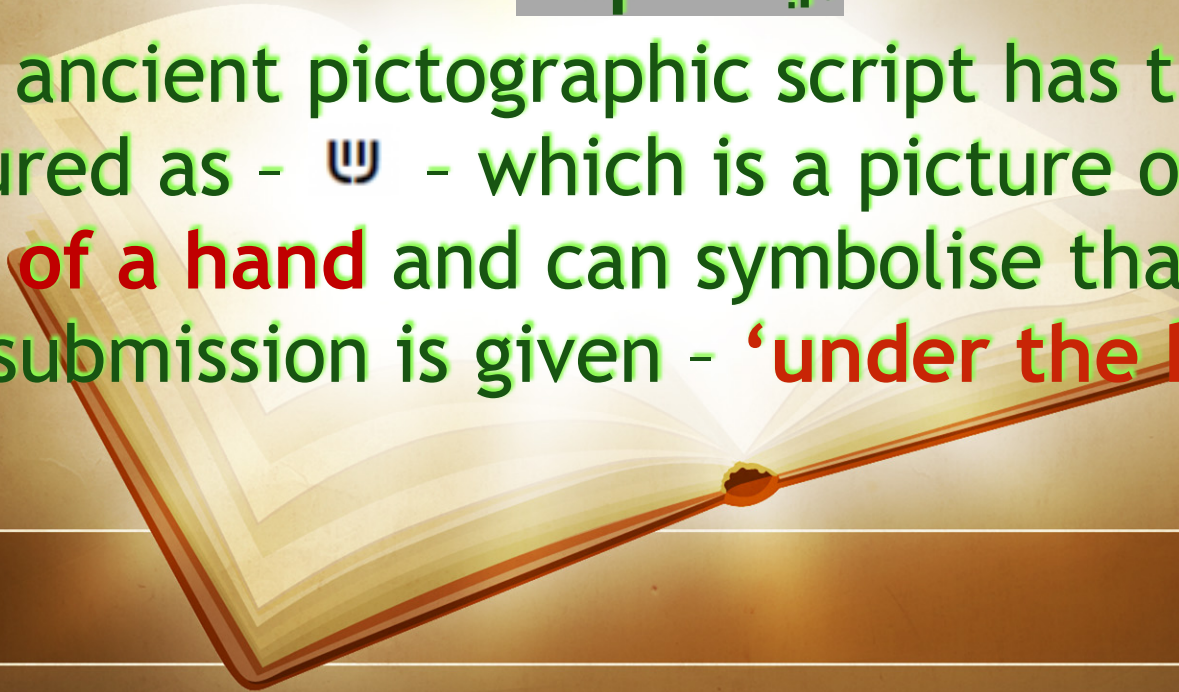 ancient pictographic script has t
ured as – – which is a picture o
of a hand and can symbolise tha
submission is given – ‘under the